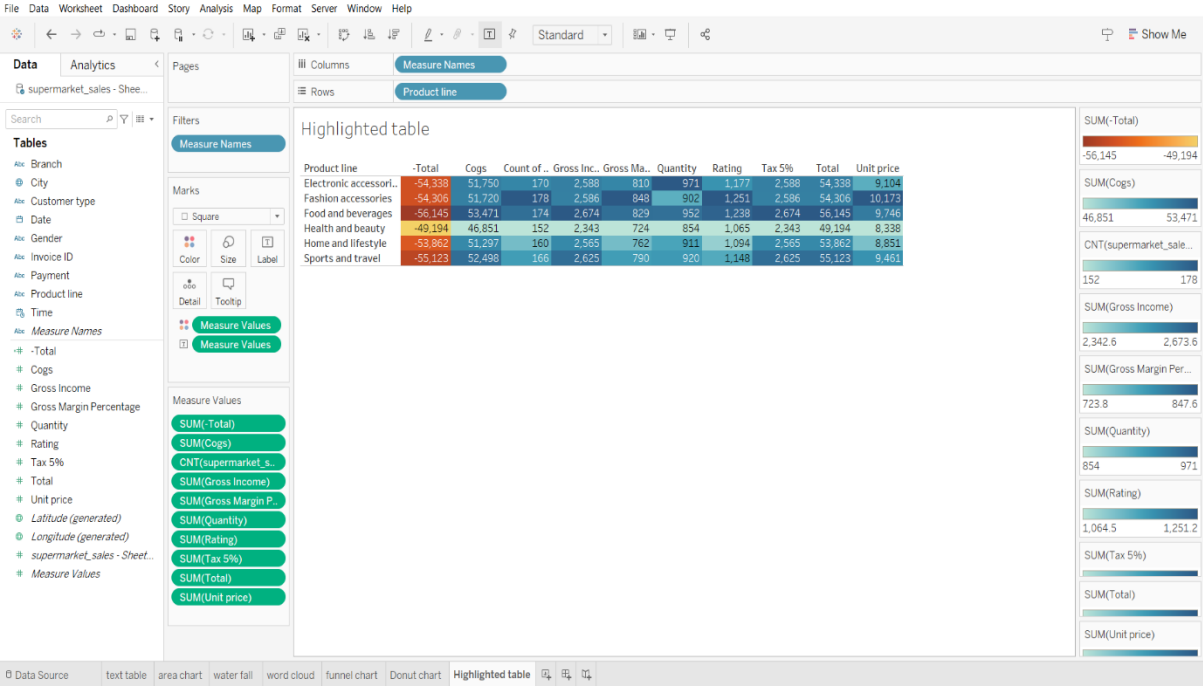 File Data Worksheet Dashboard Story Analysis Map Format Server Window Help
Standard
Show Me
Data Analytics
supermarket_sales - Shee...
Search
Tables
Abc Branch
City
Abc Customer type
Date
Abc Gender
Abc Invoice ID
Abc Payment
Abc Product line
Time
Abc Measure Names
-Total
Cogs
Gross Income
Gross Margin Percentage
Quantity
Rating
Tax 5%
Total
Unit price
Latitude (generated)
Longitude (generated)
supermarket_sales - Sheet...
Measure Values
Pages
Filters
Measure Names
Marks
Square
Color Size Label
Detail Tooltip
Measure Values
Measure Values
Measure Values
SUM(-Total)
SUM(Cogs)
CNT(supermarket_s..
SUM(Gross Income)
SUM(Gross Margin P..
SUM(Quantity)
SUM(Rating)
SUM(Tax 5%)
SUM(Total)
SUM(Unit price)
Columns Measure Names
Rows Product line
Highlighted table
Product line -Total Cogs Count of .. Gross Inc.. Gross Ma.. Quantity Rating Tax 5% Total Unit price
Electronic accessori.. -54,338 51,750 170 2,588 810 971 1,177 2,588 54,338 9,104
Fashion accessories -54,306 51,720 178 2,586 848 902 1,251 2,586 54,306 10,173
Food and beverages -56,145 53,471 174 2,674 829 952 1,238 2,674 56,145 9,746
Health and beauty -49,194 46,851 152 2,343 724 854 1,065 2,343 49,194 8,338
Home and lifestyle -53,862 51,297 160 2,565 762 911 1,094 2,565 53,862 8,851
Sports and travel -55,123 52,498 166 2,625 790 920 1,148 2,625 55,123 9,461
SUM(-Total)
-56,145 -49,194
SUM(Cogs)
46,851 53,471
CNT(supermarket_sale...
152 178
SUM(Gross Income)
2,342.6 2,673.6
SUM(Gross Margin Per...
723.8 847.6
SUM(Quantity)
854 971
SUM(Rating)
1,064.5 1,251.2
SUM(Tax 5%)
SUM(Total)
SUM(Unit price)
Data Source text table area chart water fall word cloud funnel chart Donut chart Highlighted table